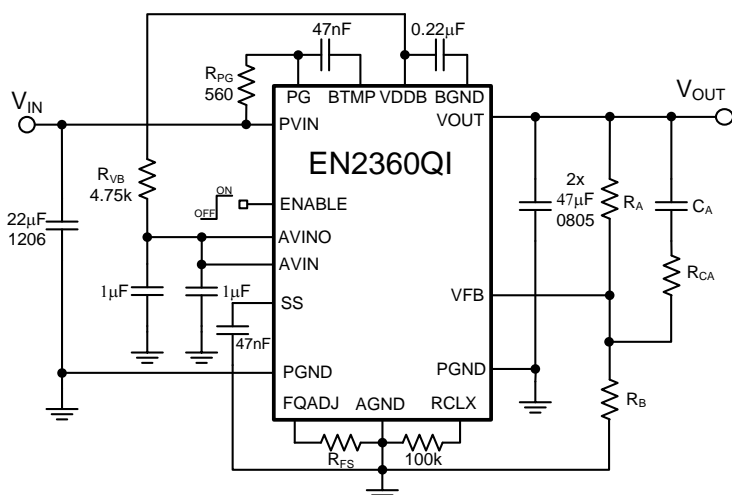 47nF
0.22μF
R_PG
560
PG
BTMP
VDDB
BGND
V_IN
V_OUT
PVIN
VOUT
EN2360QI
R_VB
4.75k
ON
OFF
ENABLE
2x
47μF
0805
R_A
C_A
22μF
1206
AVINO
AVIN
R_CA
1μF
1μF
SS
VFB
47nF
PGND
PGND
FQADJ
AGND
RCLX
R_B
R_FS
100k